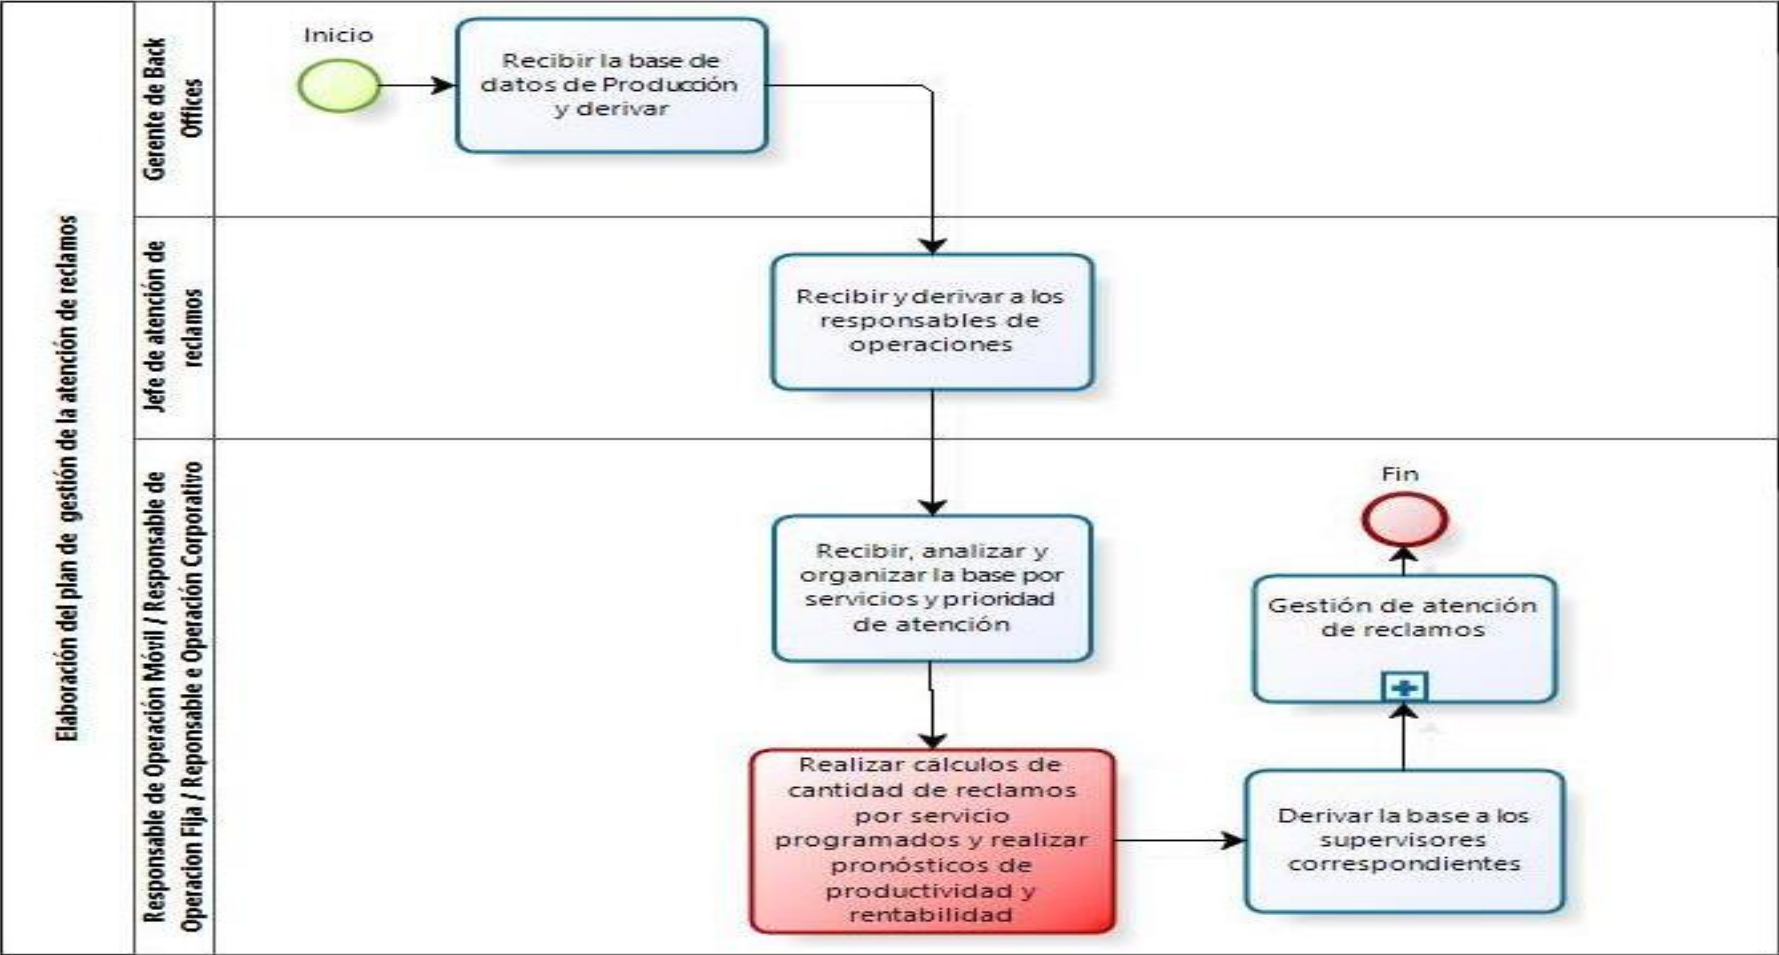 Elaboración del plan de gestión de la atención de reclamos
Gerente de Back
Offices
Inicio
Recibir la base de
datos de Producción
y derivar
Jefe de atención de
reclamos
Recibir y derivar a los
responsables de
operaciones
Responsable de Operación Móvil / Responsable de
Operacion Fija / Reponsable e Operación Corporativo
Recibir, analizar y
organizar la base por
servicios y prioridad
de atención
Realizar cálculos de
cantidad de reclamos
por servicio
programados y realizar
pronósticos de
productividad y
rentabilidad
Derivar la base a los
supervisores
correspondientes
Gestión de atención
de reclamos
Fin